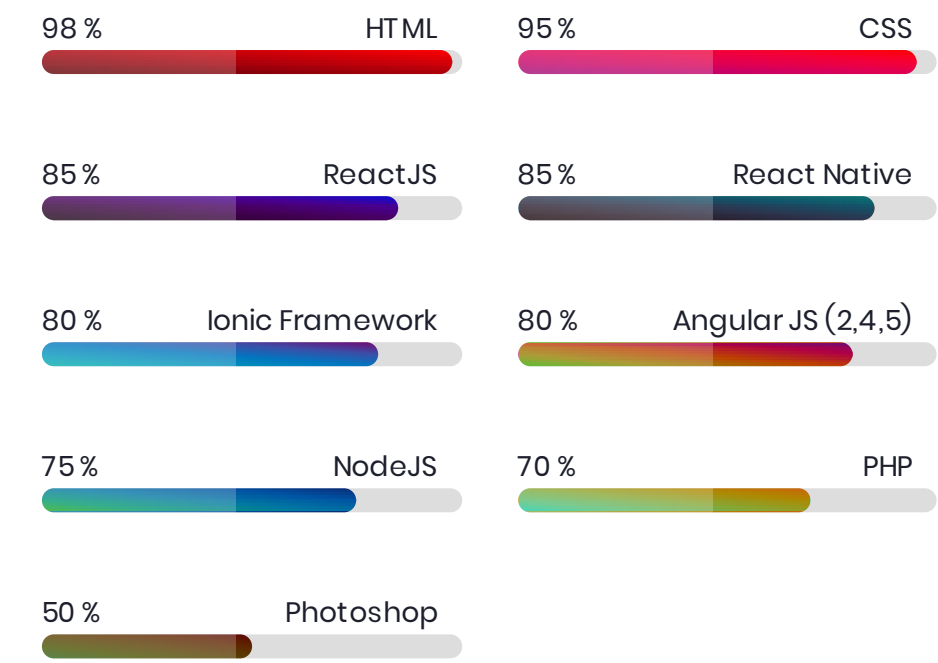 98 % HTML
95 % CSS
85 % ReactJS
85 % React Native
80 % Ionic Framework
80 % Angular JS (2,4,5)
75 % NodeJS
70 % PHP
50 % Photoshop